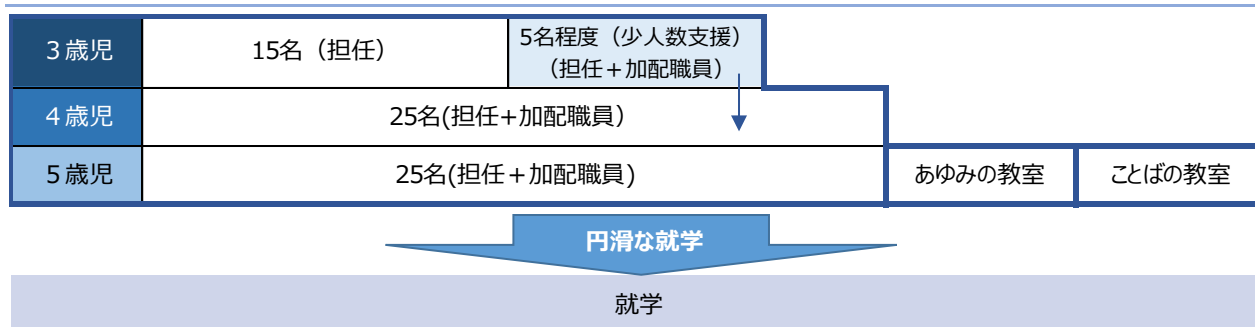 ３歳児
15名（担任）
5名程度（少人数支援）
（担任＋加配職員）
４歳児
25名(担任+加配職員）
５歳児
25名(担任＋加配職員)
あゆみの教室
ことばの教室
円滑な就学
就学